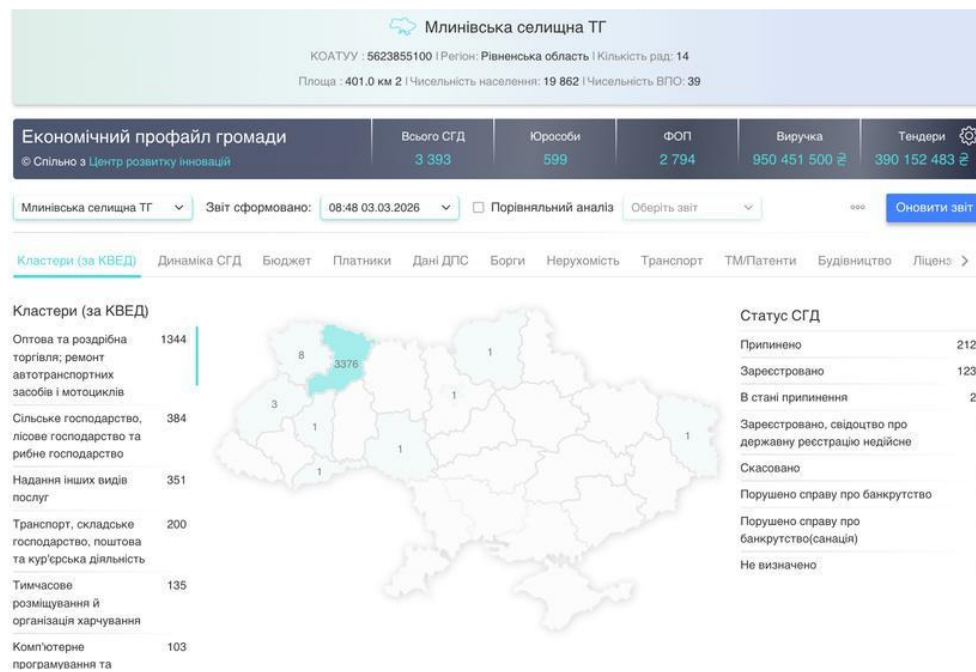 Млинівська селищна ТГ
КОАТУУ : 5623855100 | Регіон: Рівненська область | Кількість рад: 14
Площа : 401.0 км 2 | Чисельність населення: 19 862 | Чисельність ВПО: 39
Економічний профайл громади
© Спільно з Центр розвитку інновацій
Всього СГД
3 393
Юрособи
599
ФОП
2 794
Виручка
950 451 500 ₴
Тендери
390 152 483 ₴
Млинівська селищна ТГ
Звіт сформовано:
08:48 03.03.2026
Порівняльний аналіз
Оберіть звіт
Оновити звіт
Кластери (за КВЕД) Динаміка СГД Бюджет Платники Дані ДПС Борги Нерухомість Транспорт ТМ/Патенти Будівництво
Кластери (за КВЕД)
Оптова та роздрібна 1344
торгівля; ремонт
автотранспортних
засобів і мотоциклів
Сільське господарство, 384
лісове господарство та
рибне господарство
Надання інших видів 351
послуг
Транспорт, складське 200
господарство, поштова
та кур'єрська діяльність
Тимчасове 135
розміщування й
організація харчування
Комп'ютерне 103
програмування та
8
3376
1
3
1
1
1
1
1
Статус СГД
Припинено 212
Зареєстровано 123
В стані припинення 2
Зареєстровано, свідоцтво про
державну реєстрацію недійсне
Скасовано
Порушено справу про банкрутство
Порушено справу про
банкрутство(санація)
Не визначено